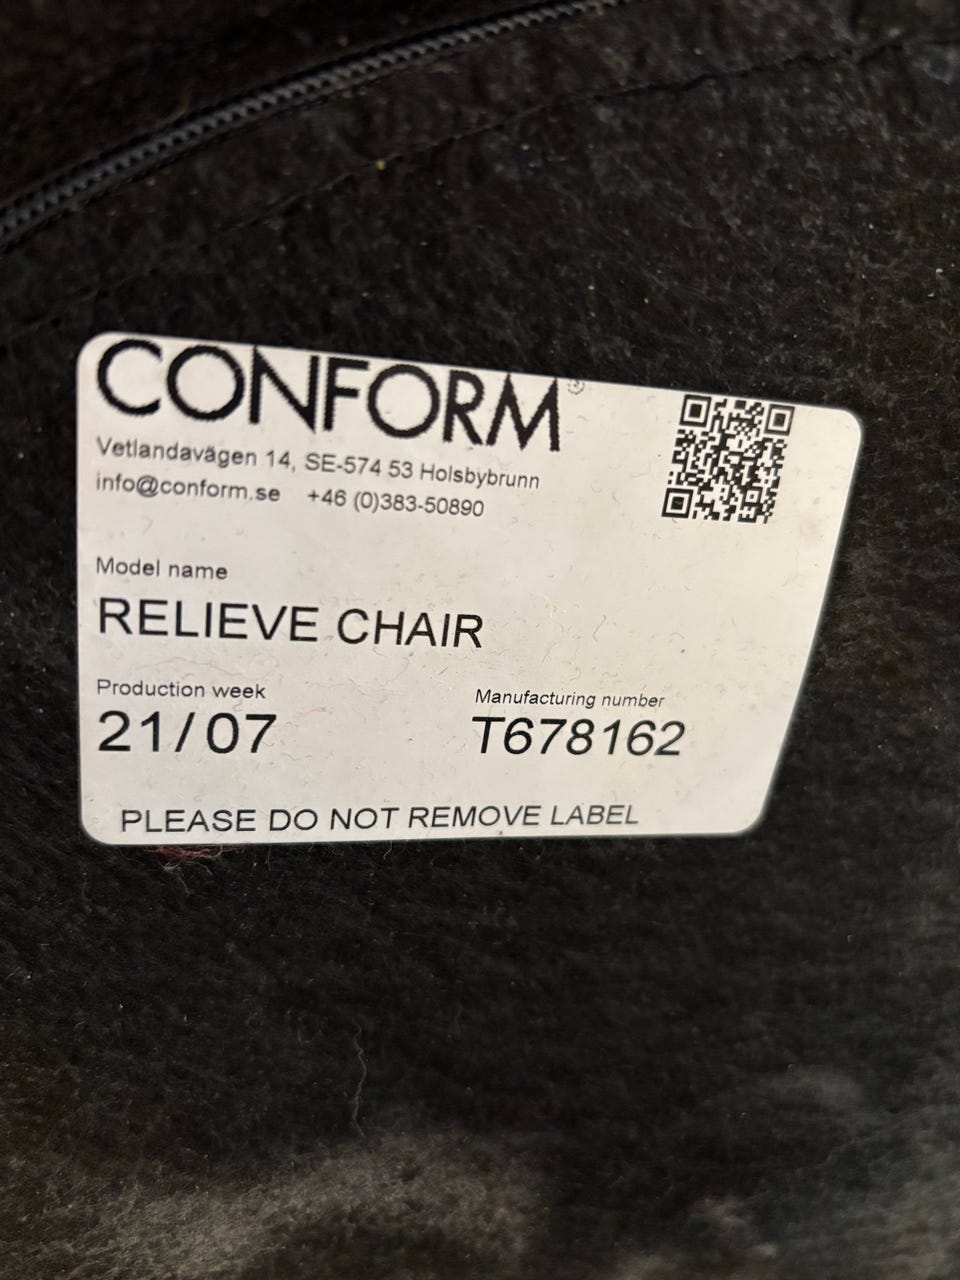 CONFORM®
Vetlandavägen 14, SE-574 53 Holsbybrunn
info@conform.se +46 (0)383-50890
Model name
RELIEVE CHAIR
Production week Manufacturing number
21/07 T678162
PLEASE DO NOT REMOVE LABEL